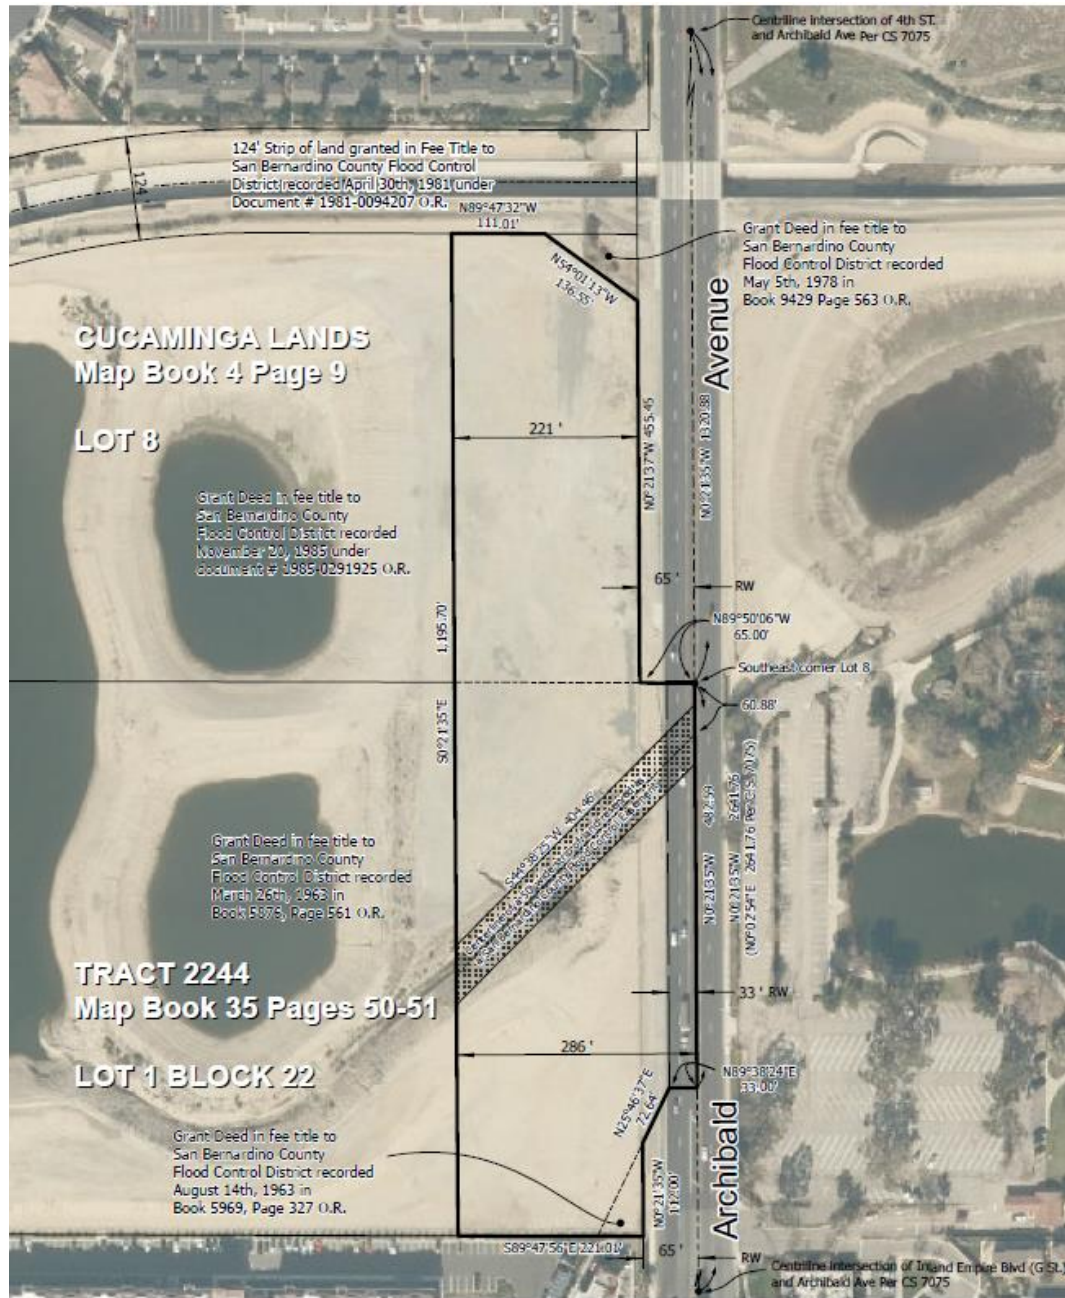 Centriline intersection of 4th ST.
and Archibald Ave Per CS 7075
124' Strip of land granted in Fee Title to
San Bernardino County Flood Control
District recorded April 30th, 1981 under
Document # 1981-0094207 O.R.
124'
N89°47'32"W
111.01'
N54°01'13"W
136.55'
Grant Deed in fee title to
San Bernardino County
Flood Control District recorded
May 5th, 1978 in
Book 9429 Page 563 O.R.
Avenue
CUCAMINGA LANDS
Map Book 4 Page 9
LOT 8
221 '
N0°21'37"W 455.45
N0°21'35"W 1320.88
Grant Deed in fee title to
San Bernardino County
Flood Control District recorded
November 20, 1985 under
document # 1985-0291925 O.R.
65 '
RW
N89°50'06"W
65.00'
1,195.70'
Southeast corner Lot 8
60.88'
S0°21'35"E
S44°38'25"W 404.46'
San Bernardino County Flood Control Easement
N0°21'35"W
N0°21'35"W 2641.76
(N0°02'54"E 2641.76 Per C.S. 7075)
Grant Deed in fee title to
San Bernardino County
Flood Control District recorded
March 26th, 1963 in
Book 5876, Page 561 O.R.
TRACT 2244
Map Book 35 Pages 50-51
LOT 1 BLOCK 22
33 ' RW
286 '
N89°38'24"E
33.00'
N25°46'37"E
72.64'
Archibald
Grant Deed in fee title to
San Bernardino County
Flood Control District recorded
August 14th, 1963 in
Book 5969, Page 327 O.R.
N0°21'35"W
112.00'
S89°47'56"E 221.01'
65 '
RW
Centriline intersection of Inland Empire Blvd (G St.)
and Archibald Ave Per CS 7075